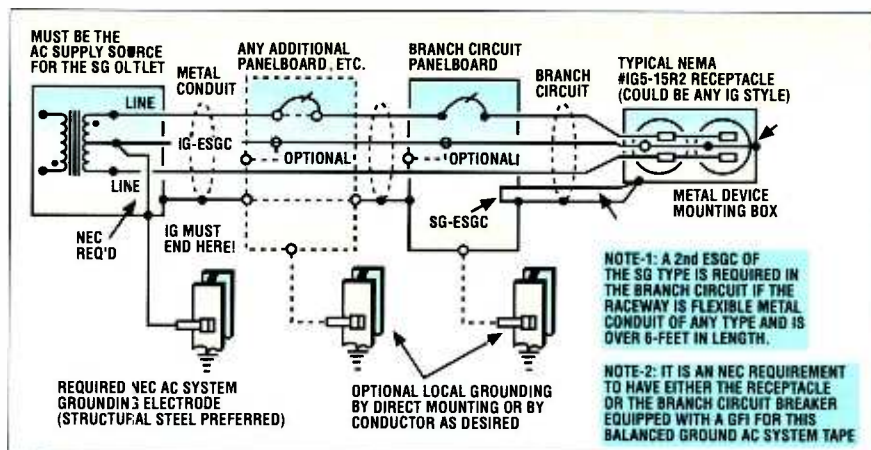 MUST BE THE
AC SUPPLY SOURCE
FOR THE SG OUTLET
METAL
CONDUIT
ANY ADDITIONAL
PANELBOARD, ETC.
BRANCH CIRCUIT
PANELBOARD
BRANCH
CIRCUIT
TYPICAL NEMA
#IG5-15R2 RECEPTACLE
(COULD BE ANY IG STYLE)
LINE
IG-ESGC
OPTIONAL
OPTIONAL
LINE
METAL DEVICE
MOUNTING BOX
NEC
REQ'D
IG MUST
END HERE!
SG-ESGC
NOTE-1: A 2nd ESGC OF
THE SG TYPE IS REQUIRED IN
THE BRANCH CIRCUIT IF THE
RACEWAY IS FLEXIBLE METAL
CONDUIT OF ANY TYPE AND IS
OVER 6-FEET IN LENGTH.
REQUIRED NEC AC SYSTEM
GROUNDING ELECTRODE
(STRUCTURAL STEEL PREFERRED)
OPTIONAL LOCAL GROUNDING
BY DIRECT MOUNTING OR BY
CONDUCTOR AS DESIRED
NOTE-2: IT IS AN NEC REQUIREMENT
TO HAVE EITHER THE RECEPTACLE
OR THE BRANCH CIRCUIT BREAKER
EQUIPPED WITH A GFI FOR THIS
BALANCED GROUND AC SYSTEM TAPE